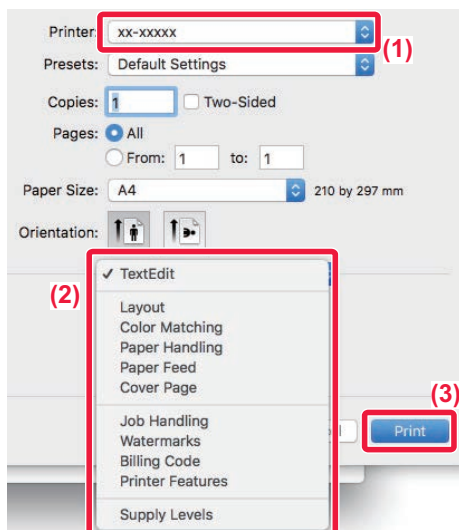 Printer: xx-xxxxx
(1)
Presets: Default Settings
Copies: 1 Two-Sided
Pages: All
From: 1 to: 1
Paper Size: A4 210 by 297 mm
Orientation:
(2)
✓ TextEdit
Layout
Color Matching
Paper Handling
Paper Feed
Cover Page
(3)
Job Handling
Watermarks
Billing Code
Printer Features
Print
Supply Levels